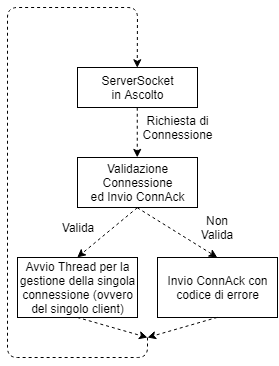 ServerSocket
in Ascolto
Richiesta di
Connessione
Validazione
Connessione
ed Invio ConnAck
Valida
Non
Valida
Avvio Thread per la
gestione della singola
connessione (ovvero
del singolo client)
Invio ConnAck con
codice di errore